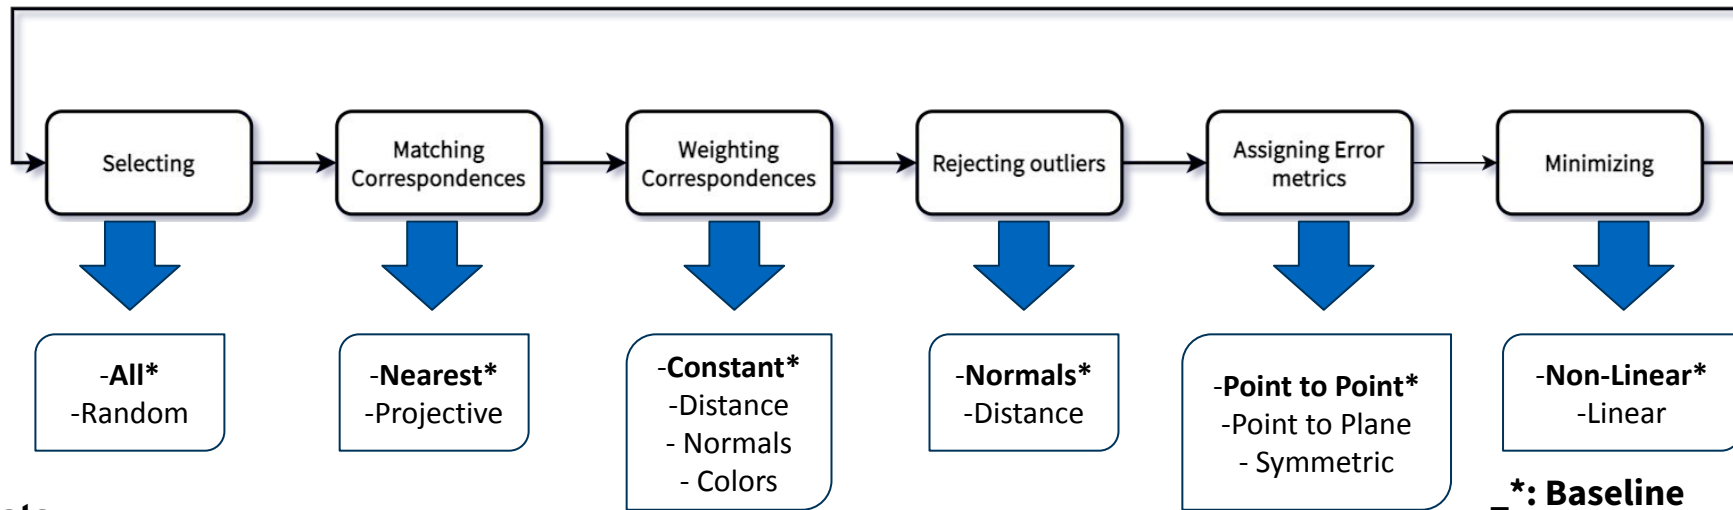 Selecting
Matching
Correspondences
Weighting
Correspondences
Rejecting outliers
Assigning Error
metrics
Minimizing
-All*
-Random
-Nearest*
-Projective
-Constant*
-Distance
- Normals
- Colors
-Normals*
-Distance
-Point to Point*
-Point to Plane
- Symmetric
-Non-Linear*
-Linear
_*: Baseline